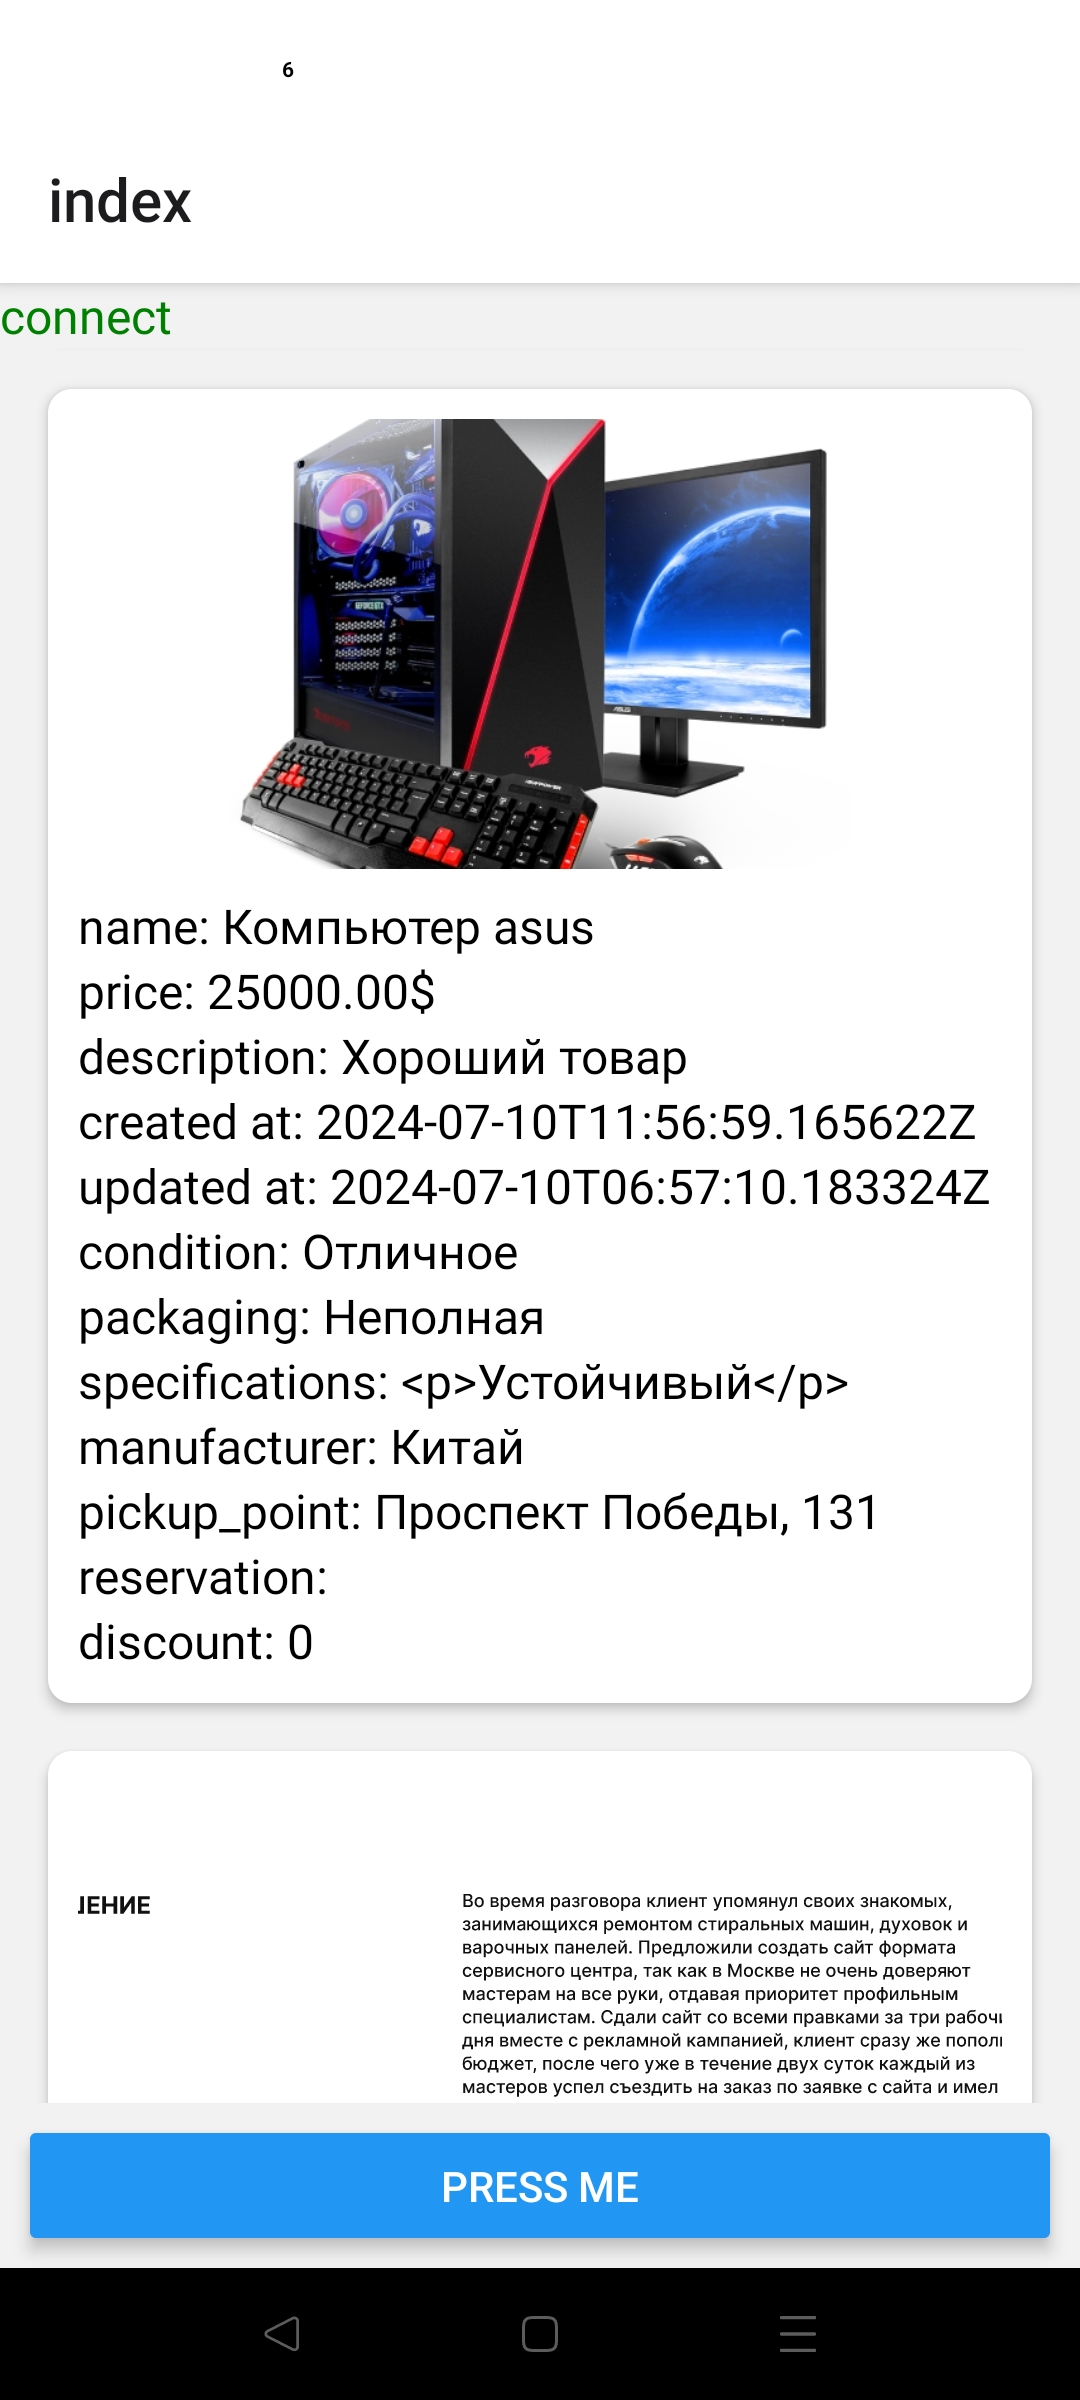 6
index
connect
GEFORCE GTX
ASUS
name: Компьютер asus
price: 25000.00$
description: Хороший товар
created at: 2024-07-10T11:56:59.165622Z
updated at: 2024-07-10T06:57:10.183324Z
condition: Отличное
packaging: Неполная
specifications: <p>Устойчивый</p>
manufacturer: Китай
pickup_point: Проспект Победы, 131
reservation:
discount: 0
ЕНИЕ
Во время разговора клиент упомянул своих знакомых,
занимающихся ремонтом стиральных машин, духовок и
варочных панелей. Предложили создать сайт формата
сервисного центра, так как в Москве не очень доверяют
мастерам на все руки, отдавая приоритет профильным
специалистам. Сдали сайт со всеми правками за три рабочи
дня вместе с рекламной кампанией, клиент сразу же попол
бюджет, после чего уже в течение двух суток каждый из
мастеров успел съездить на заказ по заявке с сайта и имел
PRESS ME